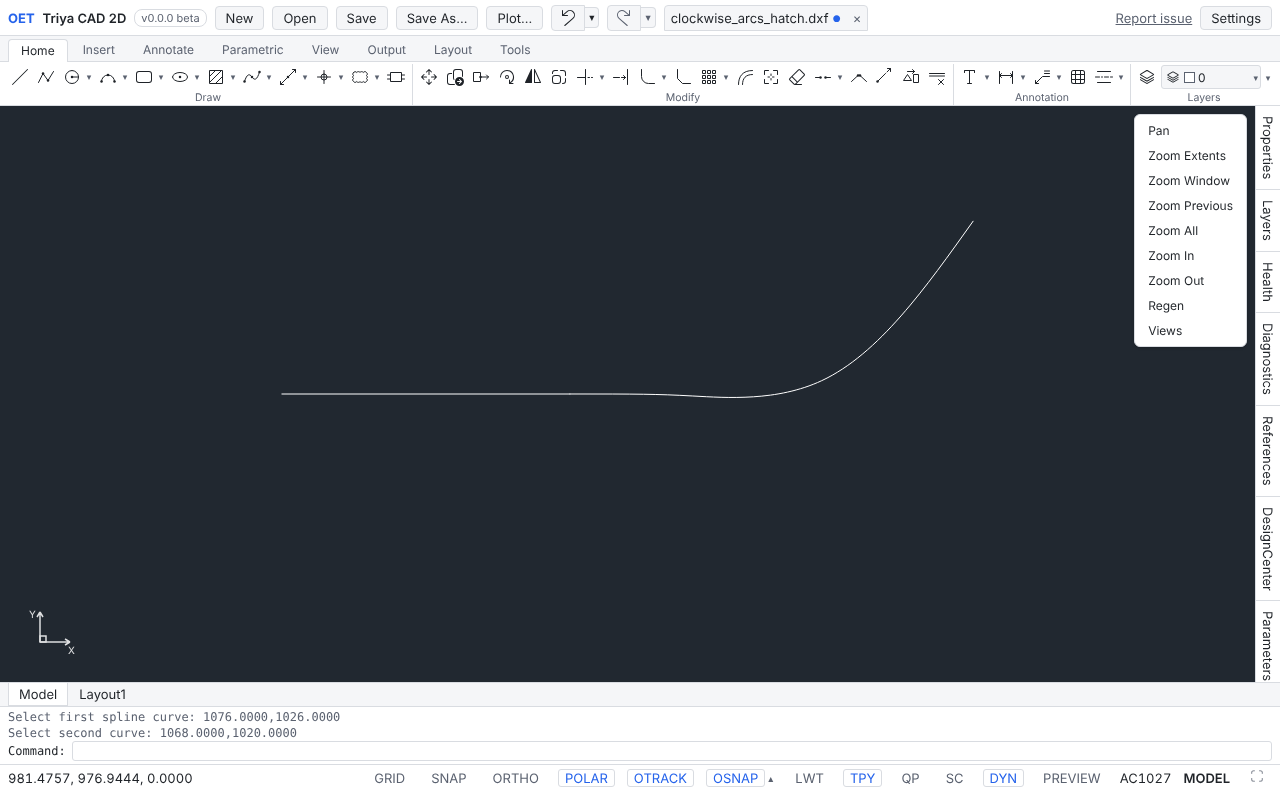 OET Triya CAD 2D v0.0.0 beta New Open Save Save As... Plot... clockwise_arcs_hatch.dxf × Report issue Settings
Home Insert Annotate Parametric View Output Layout Tools
0
Draw Modify Annotation Layers
Pan
Zoom Extents
Zoom Window
Zoom Previous
Zoom All
Zoom In
Zoom Out
Regen
Views
Properties
Layers
Health
Diagnostics
References
DesignCenter
Parameters
Y
X
Model Layout1
Select first spline curve: 1076.0000,1026.0000
Select second curve: 1068.0000,1020.0000
Command:
981.4757, 976.9444, 0.0000 GRID SNAP ORTHO POLAR OTRACK OSNAP LWT TPY QP SC DYN PREVIEW AC1027 MODEL